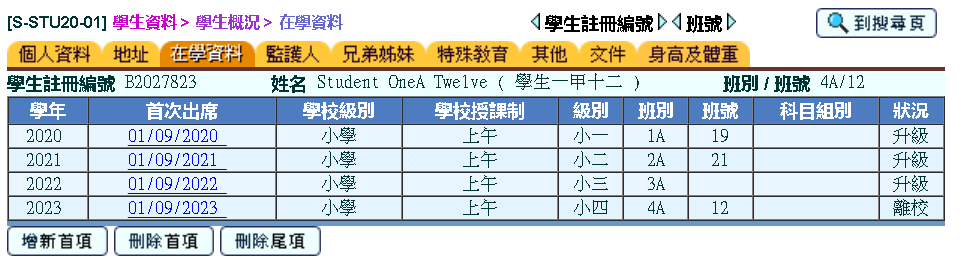 [S-STU20-01] 學生資料 > 學生概況 > 在學資料 學生註冊編號 班號 到搜尋頁
個人資料 地址 在學資料 監護人 兄弟姊妹 特殊教育 其他 文件 身高及體重
學生註冊編號 B2027823 姓名 Student OneA Twelve ( 學生一甲十二 ) 班別 / 班號 4A/12
學年 首次出席 學校級別 學校授課制 級別 班別 班號 科目組別 狀況
2020 01/09/2020 小學 上午 小一 1A 19 升級
2021 01/09/2021 小學 上午 小二 2A 21 升級
2022 01/09/2022 小學 上午 小三 3A 升級
2023 01/09/2023 小學 上午 小四 4A 12 離校
增新首項 刪除首項 刪除尾項